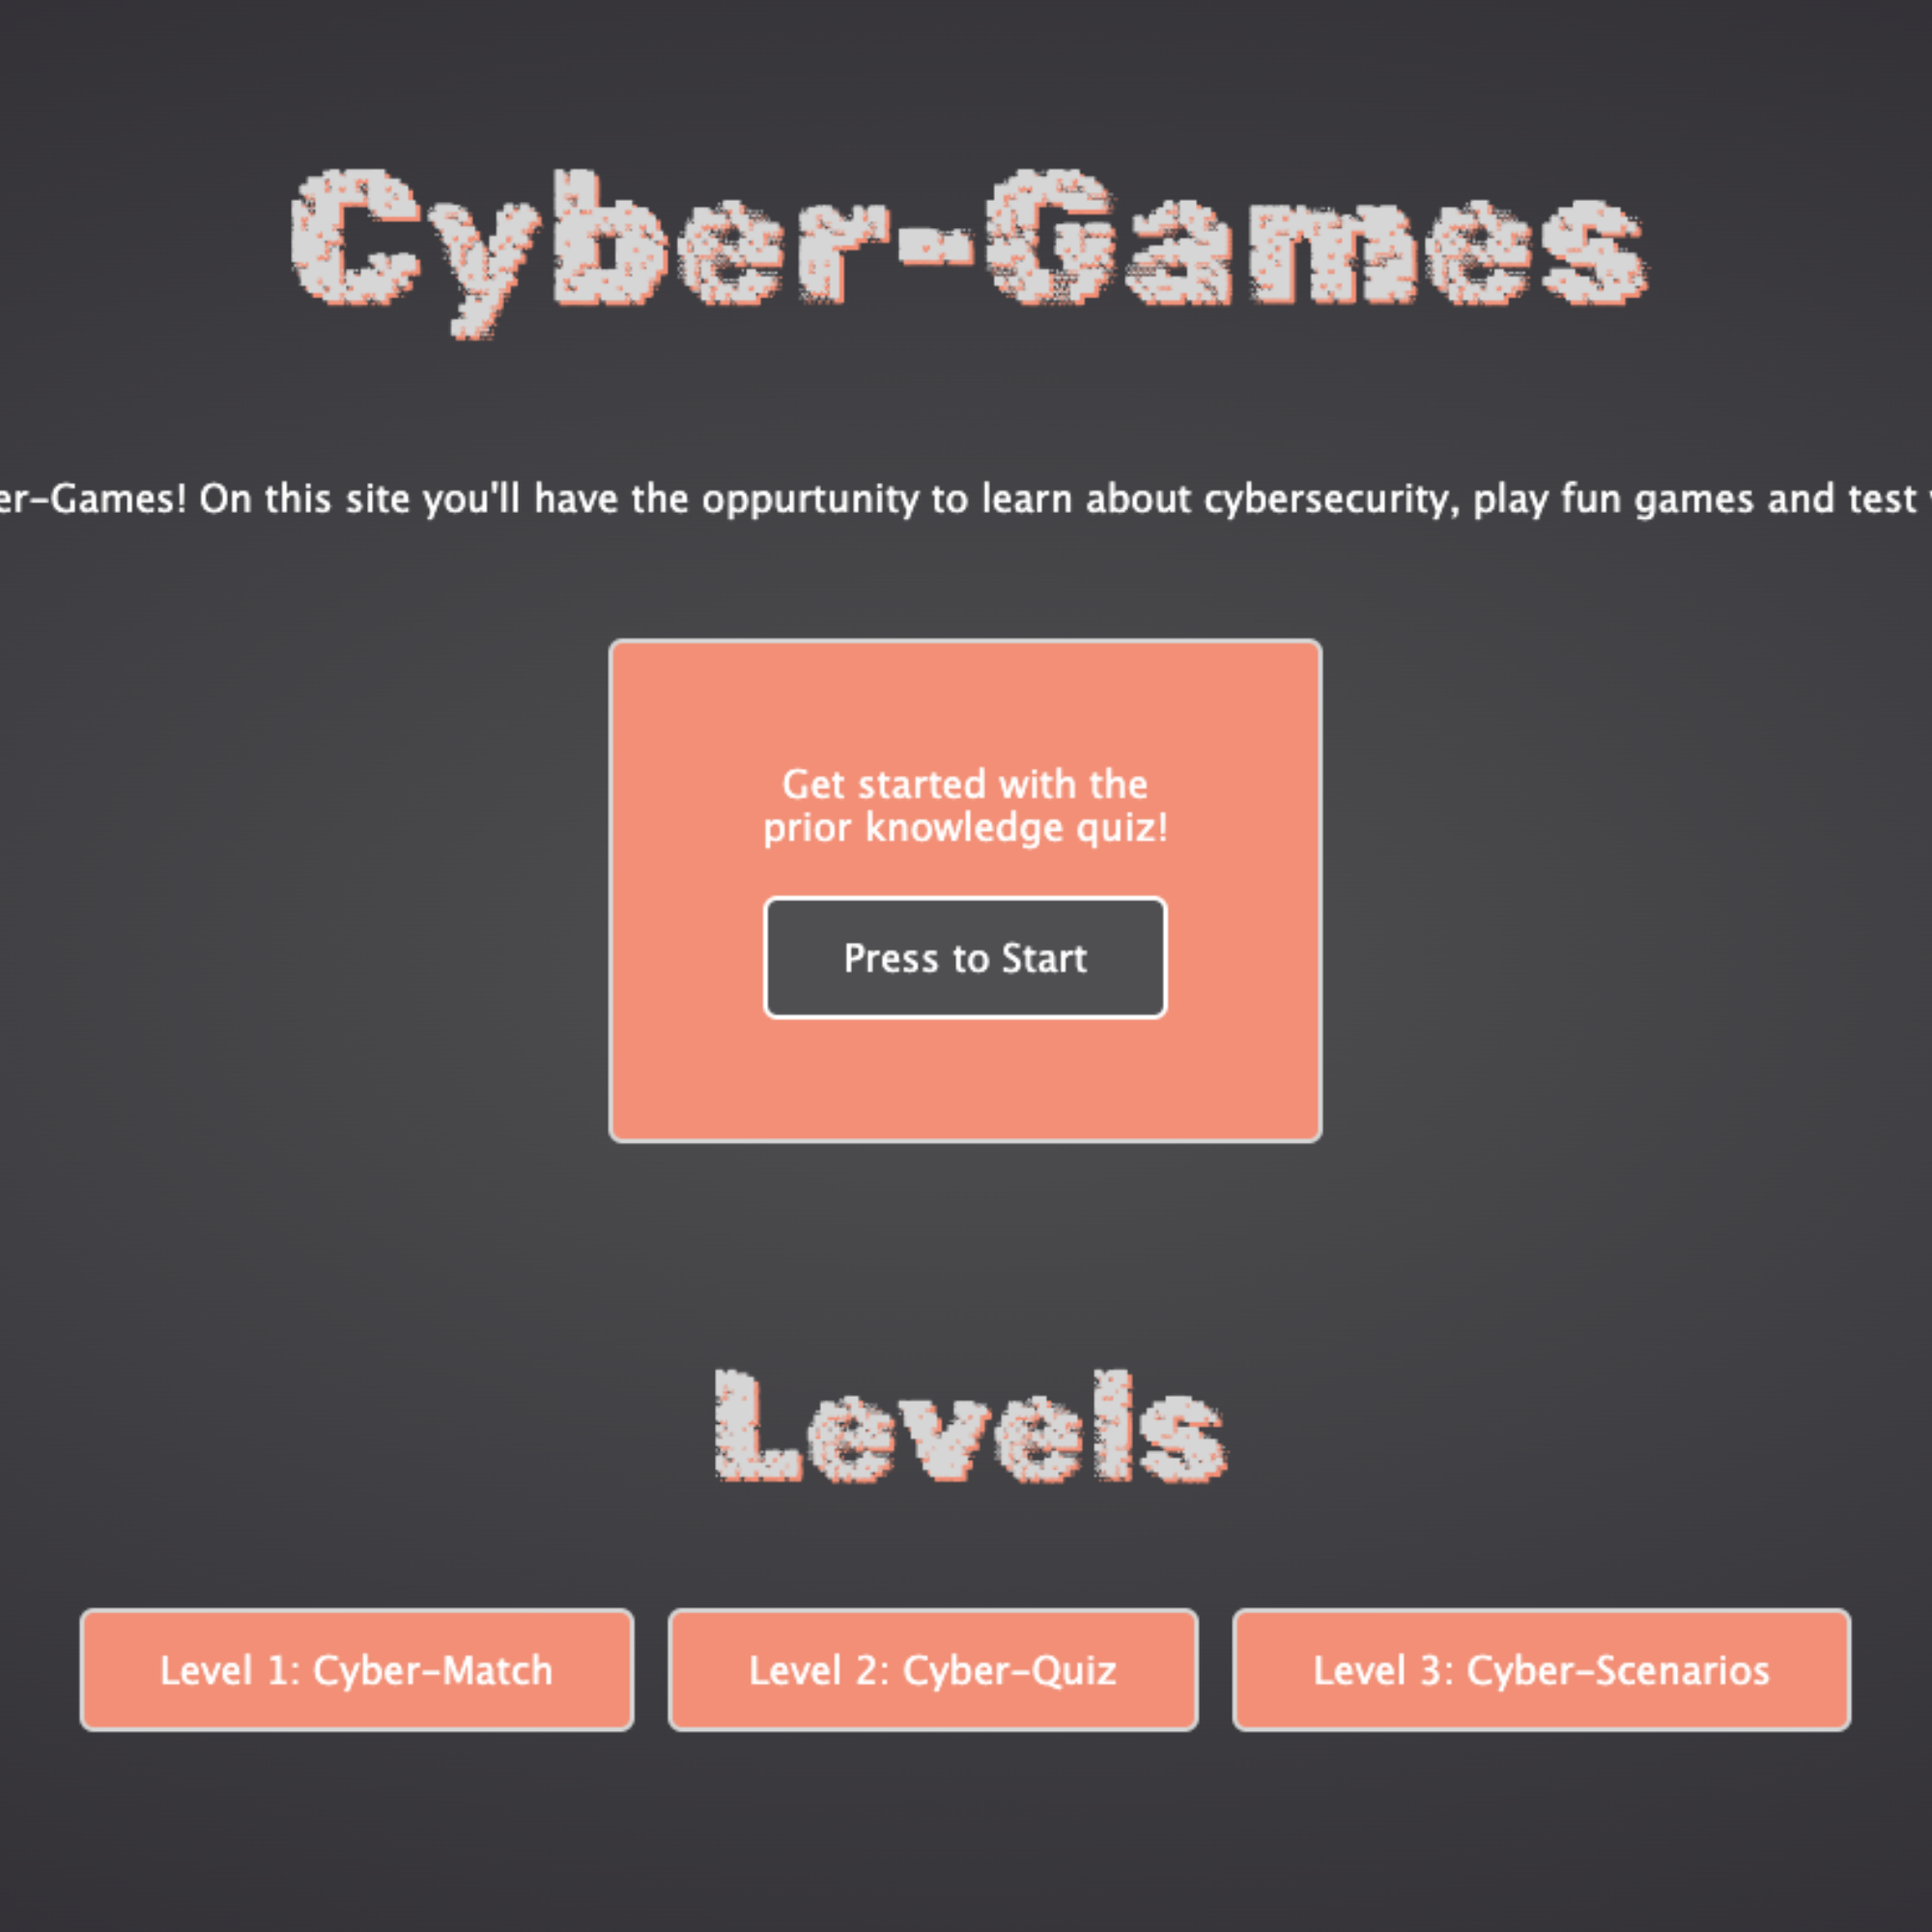 Cyber-Games
er-Games! On this site you'll have the oppurtunity to learn about cybersecurity, play fun games and test
Get started with the
prior knowledge quiz!
Press to Start
Levels
Level 1: Cyber-Match
Level 2: Cyber-Quiz
Level 3: Cyber-Scenarios